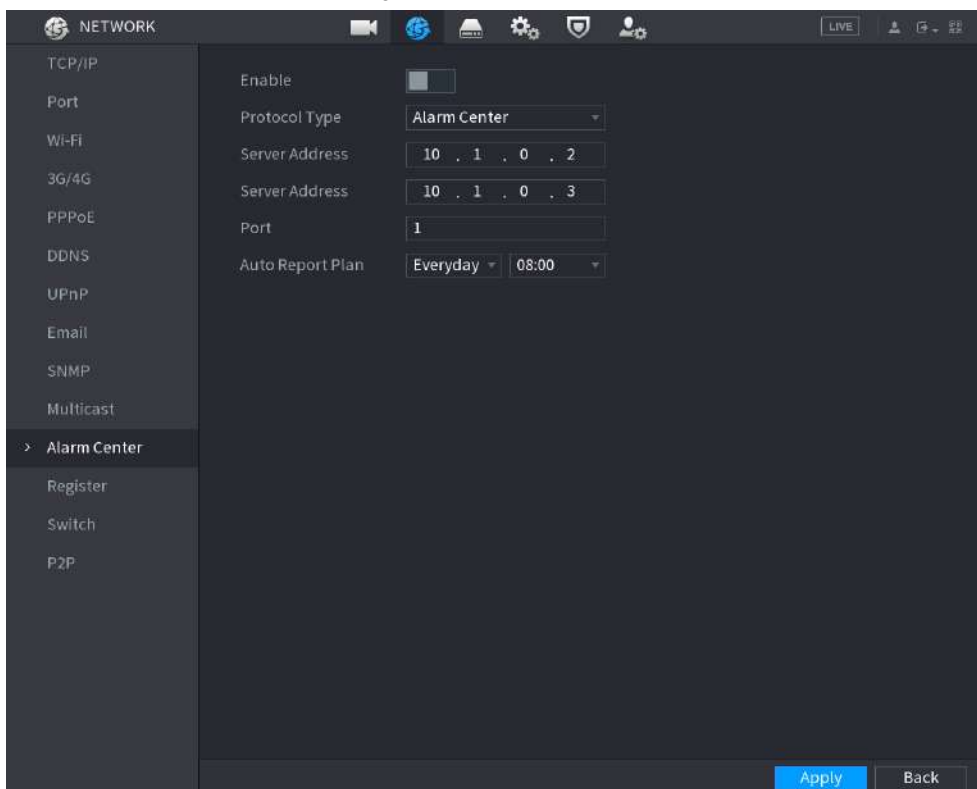 NETWORK
LIVE
TCP/IP
Port
Wi-Fi
3G/4G
PPPoE
DDNS
UPnP
Email
SNMP
Multicast
> Alarm Center
Register
Switch
P2P
Enable
Protocol Type Alarm Center
Server Address 10 . 1 . 0 . 2
Server Address 10 . 1 . 0 . 3
Port 1
Auto Report Plan Everyday 08:00
Apply Back